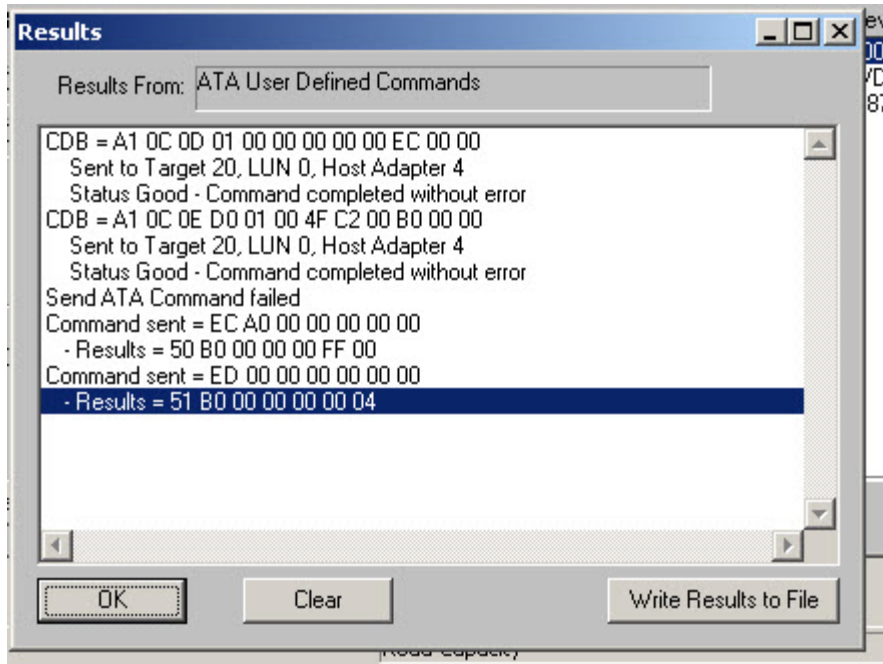 Results
Results From: ATA User Defined Commands
CDB = A1 0C 0D 01 00 00 00 00 00 EC 00 00
Sent to Target 20, LUN 0, Host Adapter 4
Status Good - Command completed without error
CDB = A1 0C 0E D0 01 00 4F C2 00 B0 00 00
Sent to Target 20, LUN 0, Host Adapter 4
Status Good - Command completed without error
Send ATA Command failed
Command sent = EC A0 00 00 00 00 00
- Results = 50 B0 00 00 00 FF 00
Command sent = ED 00 00 00 00 00 00
- Results = 51 B0 00 00 00 00 04
OK Clear Write Results to File